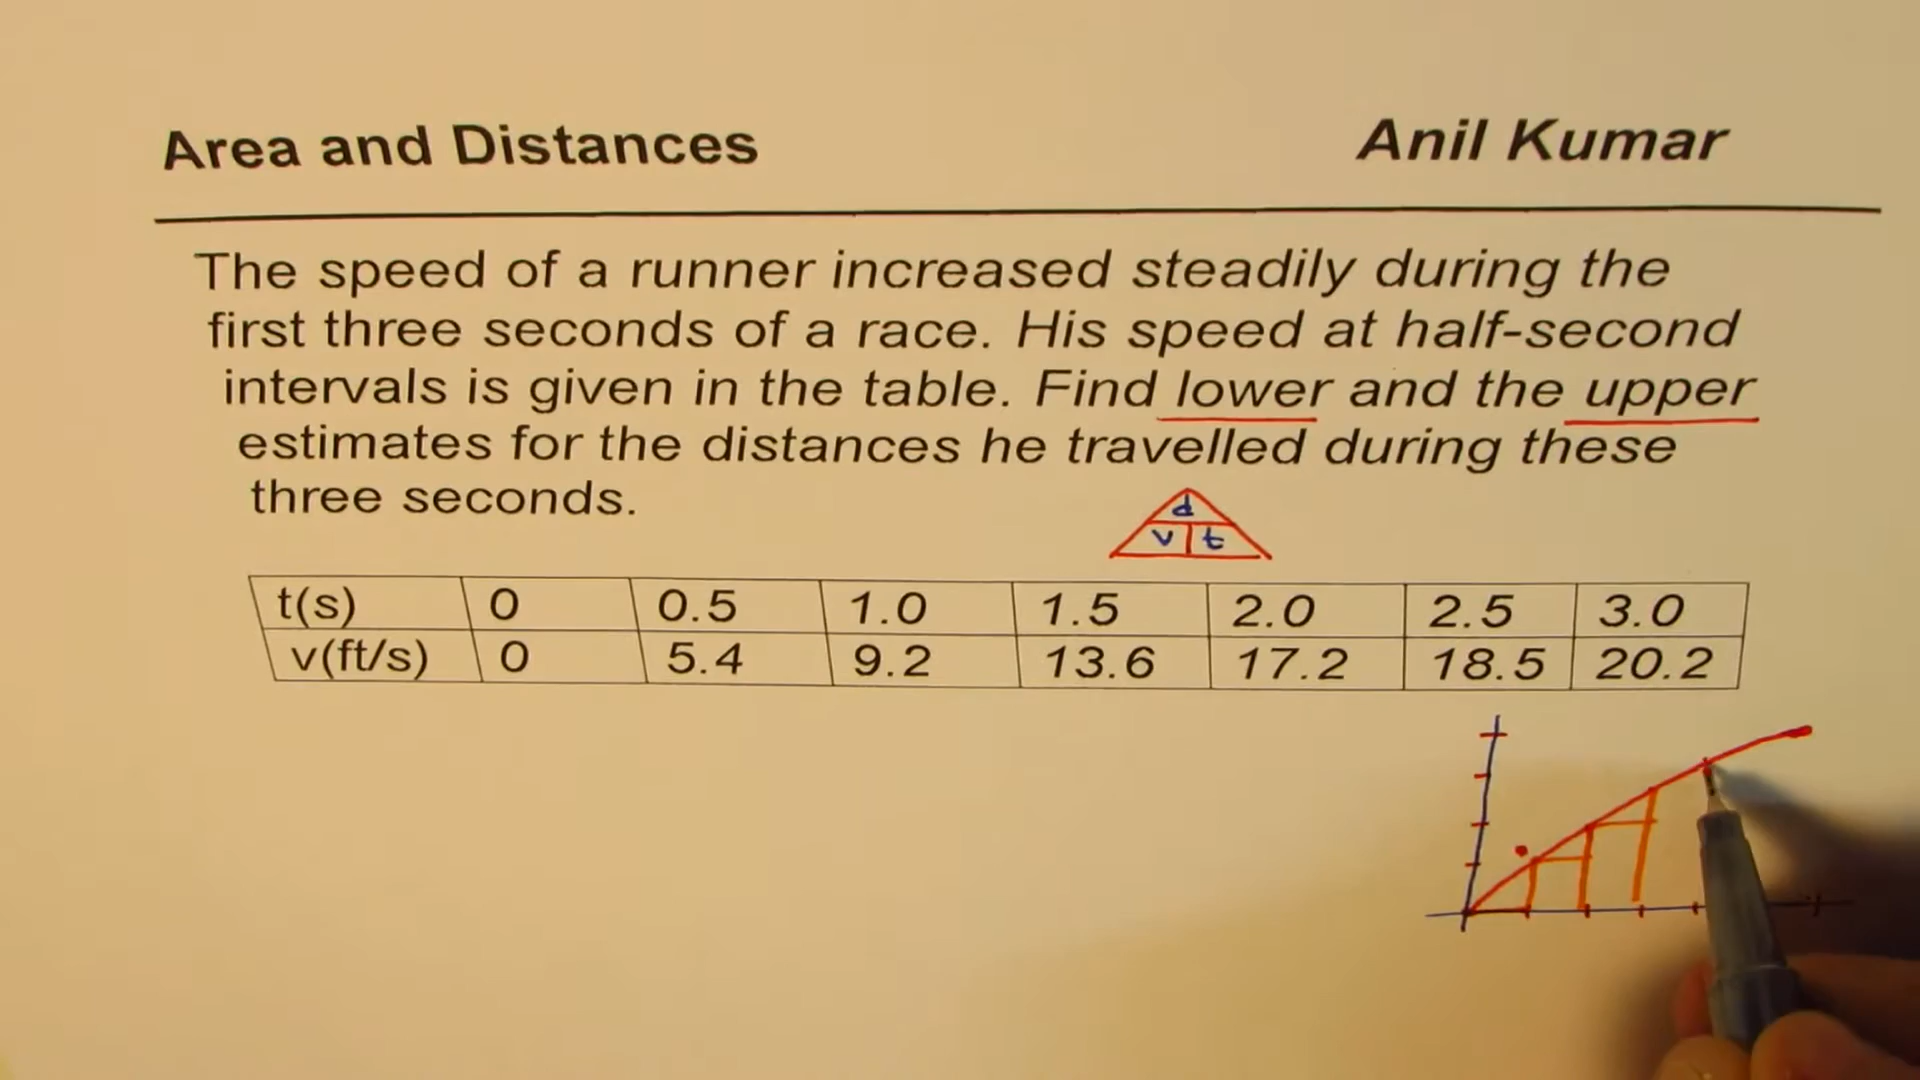 Area and Distances Anil Kumar
The speed of a runner increased steadily during the
first three seconds of a race. His speed at half-second
intervals is given in the table. Find lower and the upper
estimates for the distances he travelled during these
three seconds.
d
v t
t(s) 0 0.5 1.0 1.5 2.0 2.5 3.0
v(ft/s) 0 5.4 9.2 13.6 17.2 18.5 20.2